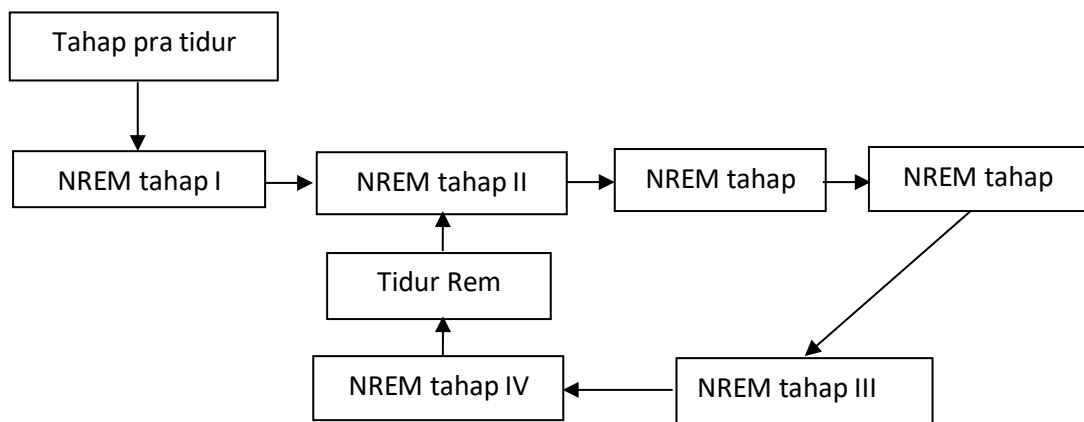 Tahap pra tidur
NREM tahap I
NREM tahap II
NREM tahap
NREM tahap
Tidur Rem
NREM tahap IV
NREM tahap III